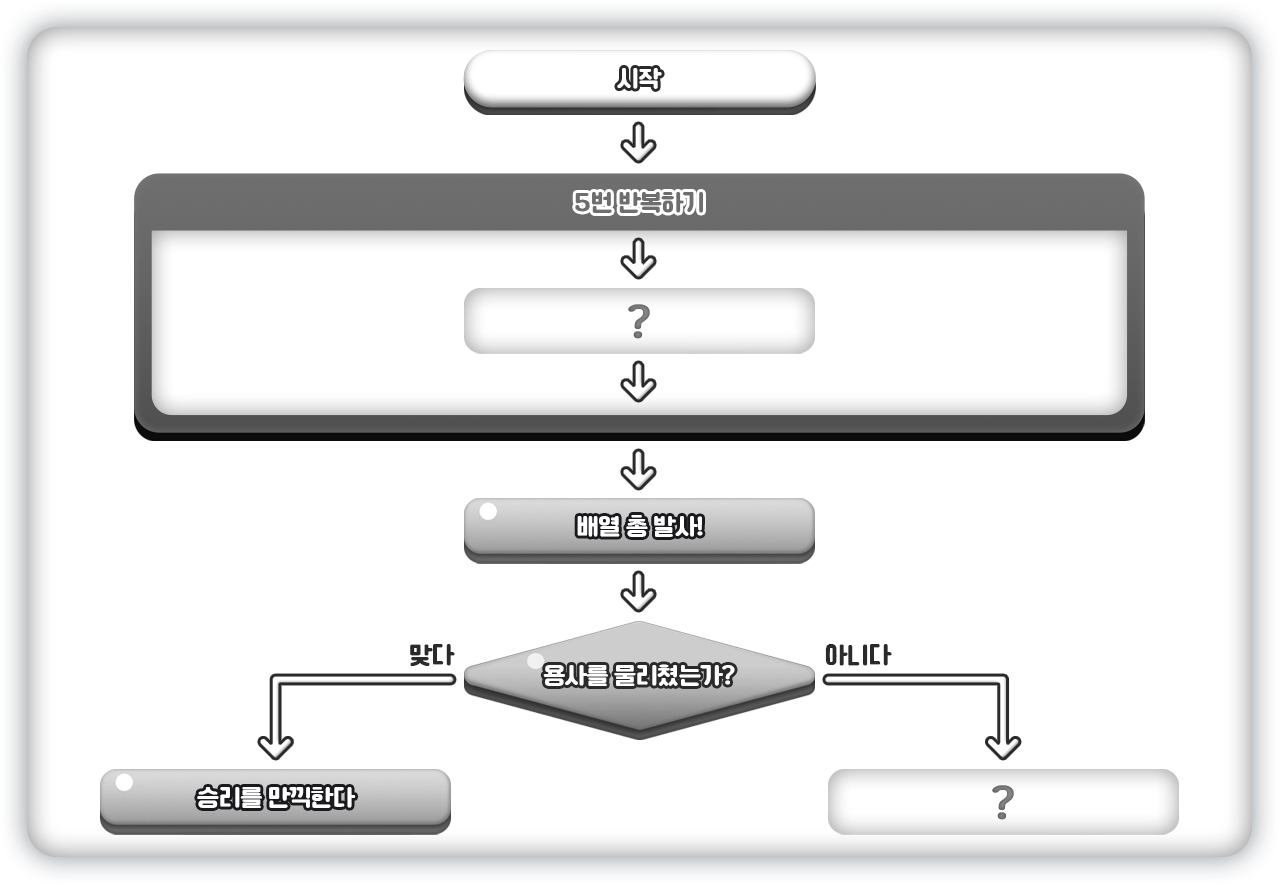 시작
5번 반복하기
?
배열 총 발사!
용사를 물리쳤는가?
맞다
아니다
승리를 만끽한다
?